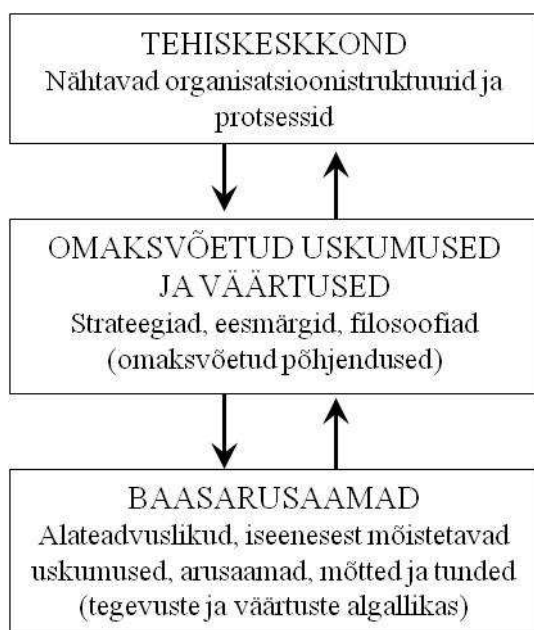 TEHISKESKKOND
Nähtavad organisatsioonistruktuurid ja
protsessid
OMAKSVÕETUD USKUMUSED
JA VÄÄRTUSED
Strateegiad, eesmärgid, filosoofiad
(omaksvõetud põhjendused)
BAASARUSAAMAD
Alateadvuslikud, iseenesest mõistetavad
uskumused, arusaamad, mõtted ja tunded
(tegevuste ja väärtuste algallikas)